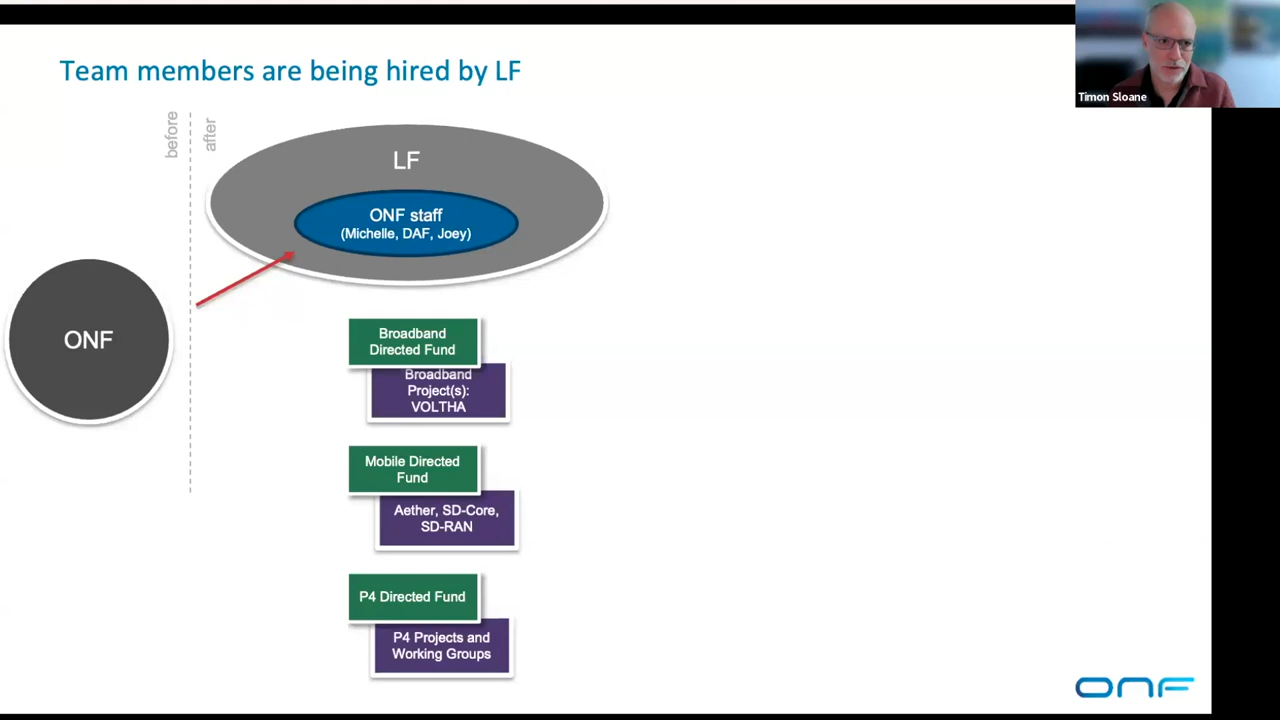 Team members are being hired by LF
Timon Sloane
before
after
LF
ONF staff
(Michelle, DAF, Joey)
ONF
Broadband
Directed Fund
Broadband
Project(s):
VOLTHA
Mobile Directed
Fund
Aether, SD-Core,
SD-RAN
P4 Directed Fund
P4 Projects and
Working Groups
ONF